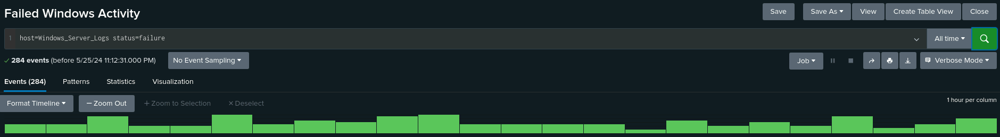 Failed Windows Activity
Save
Save As
View
Create Table View
Close
1
host=Windows_Server_Logs status=failure
All time
284 events (before 5/25/24 11:12:31.000 PM)
No Event Sampling
Job
Verbose Mode
Events (284)
Patterns
Statistics
Visualization
Format Timeline
– Zoom Out
+ Zoom to Selection
× Deselect
1 hour per column